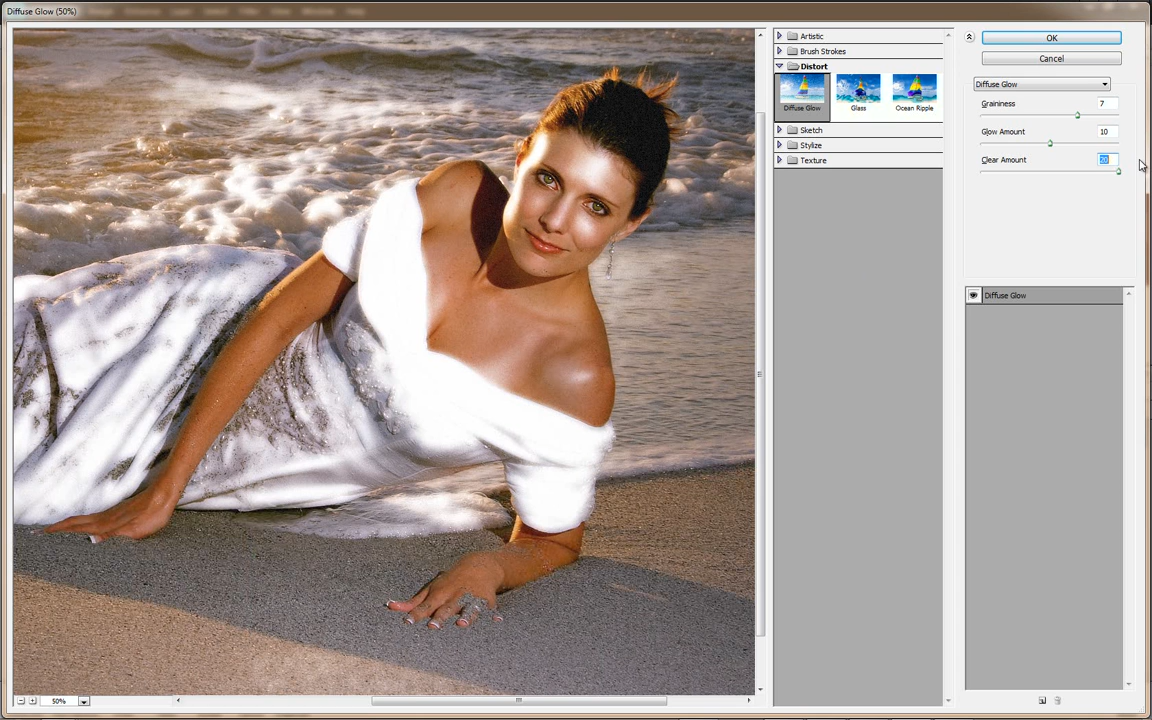 Diffuse Glow (50%)
Artistic
Brush Strokes
Distort
Diffuse Glow
Glass
Ocean Ripple
Sketch
Stylize
Texture
OK
Cancel
Diffuse Glow
Graininess
7
Glow Amount
10
Clear Amount
20
Diffuse Glow
50%